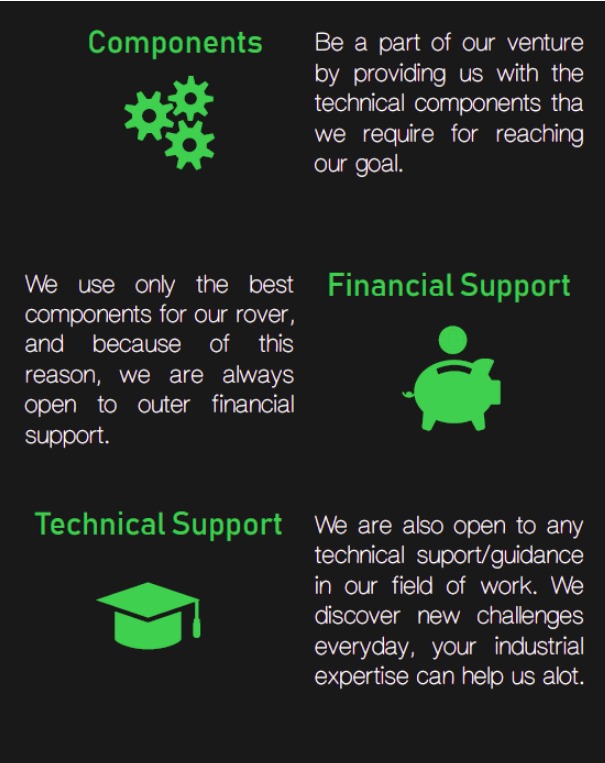 Components
Be a part of our venture
by providing us with the
technical components tha
we require for reaching
our goal.
We use only the best
components for our rover,
and because of this
reason, we are always
open to outer financial
support.
Financial Support
Technical Support
We are also open to any
technical suport/guidance
in our field of work. We
discover new challenges
everyday, your industrial
expertise can help us alot.